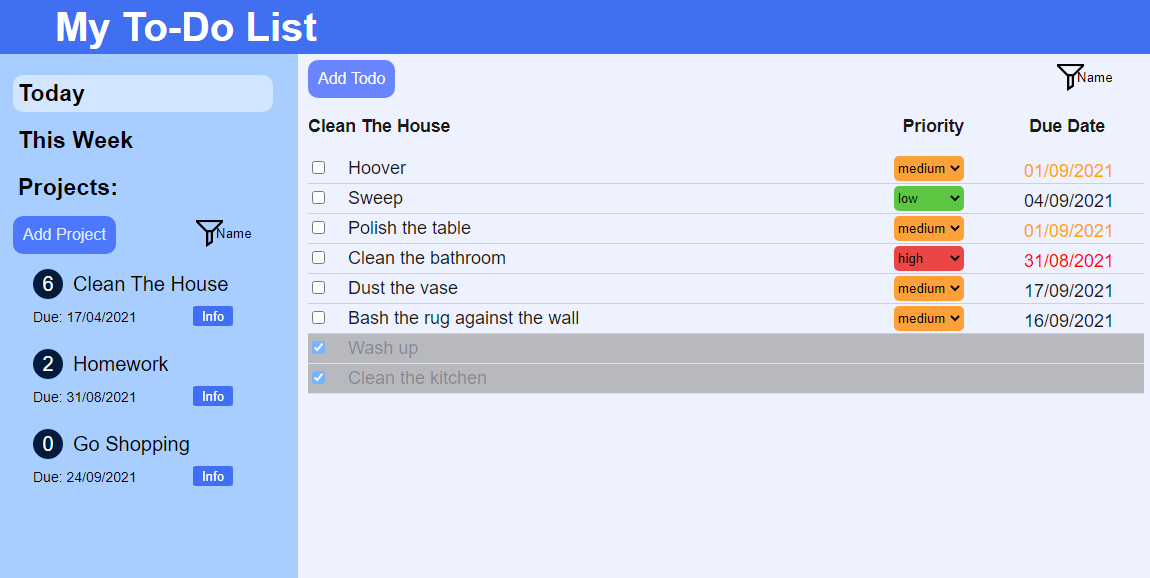 My To-Do List
Today
This Week
Projects:
Add Project
Name
6 Clean The House
Due: 17/04/2021 Info
2 Homework
Due: 31/08/2021 Info
0 Go Shopping
Due: 24/09/2021 Info
Add Todo
Name
Clean The House Priority Due Date
Hoover medium 01/09/2021
Sweep low 04/09/2021
Polish the table medium 01/09/2021
Clean the bathroom high 31/08/2021
Dust the vase medium 17/09/2021
Bash the rug against the wall medium 16/09/2021
Wash up
Clean the kitchen